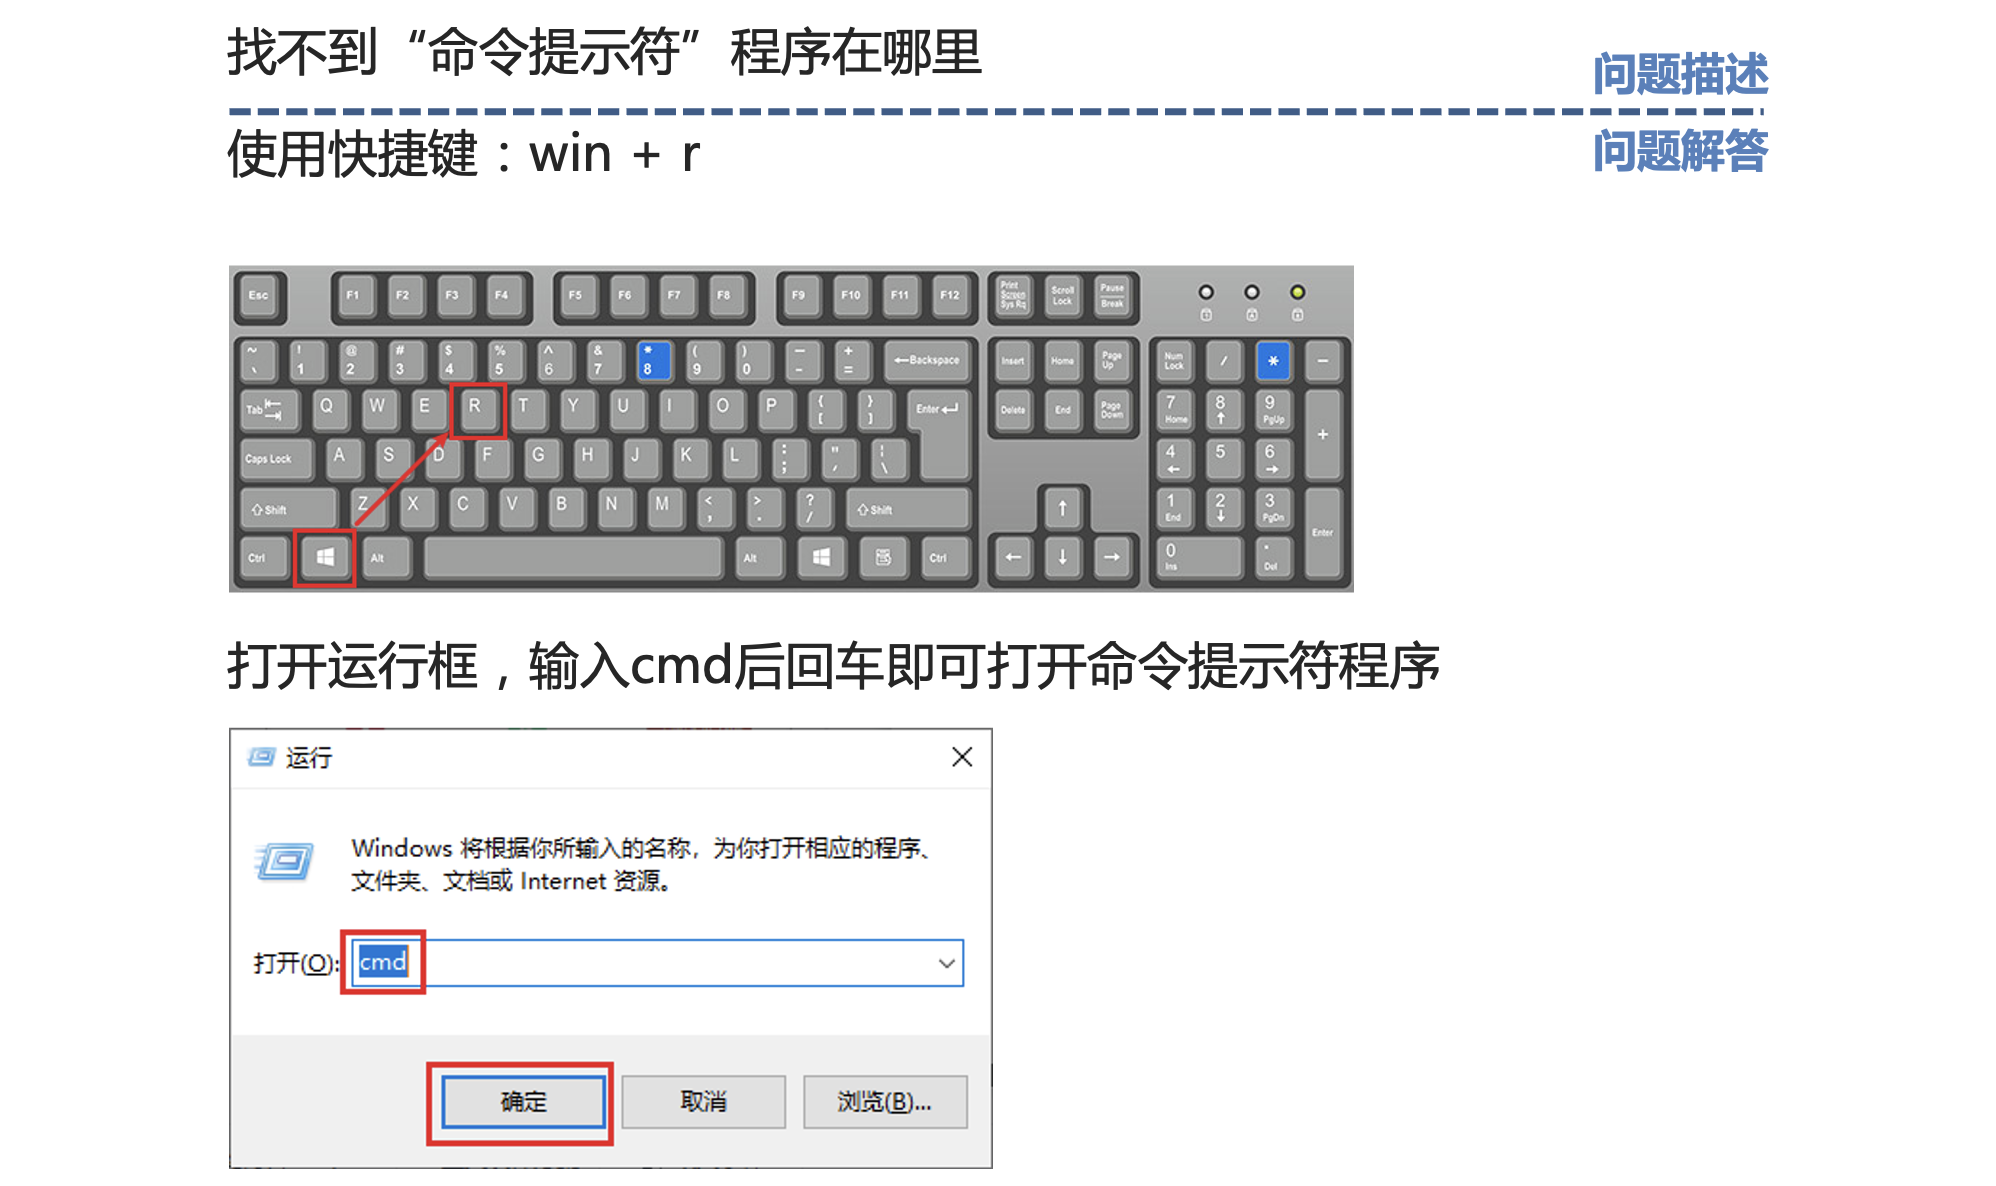 找不到“命令提示符”程序在哪里
问题描述
使用快捷键：win + r
问题解答
Esc F1 F2 F3 F4 F5 F6 F7 F8 F9 F10 F11 F12 Print Screen Sys Rq Scroll Lock Pause Break
~ ` ! 1 @ 2 # 3 $ 4 % 5 ^ 6 & 7 * 8 ( 9 ) 0 – - + = ←Backspace Insert Home Page Up Num Lock / * −
Tab Q W E R T Y U I O P { [ } ] Enter Delete End Page Down 7 Home 8 ↑ 9 PgUp +
Caps Lock A S D F G H J K L : ; " ' ¦ \ 4 ← 5 6 →
Shift Z X C V B N M < , > . ? / Shift ↑ 1 End 2 ↓ 3 PgDn Enter
Ctrl Alt Alt Ctrl ← ↓ → 0 Ins . Del
打开运行框，输入cmd后回车即可打开命令提示符程序
运行
Windows 将根据你所输入的名称，为你打开相应的程序、
文件夹、文档或 Internet 资源。
打开(O): cmd
确定 取消 浏览(B)...